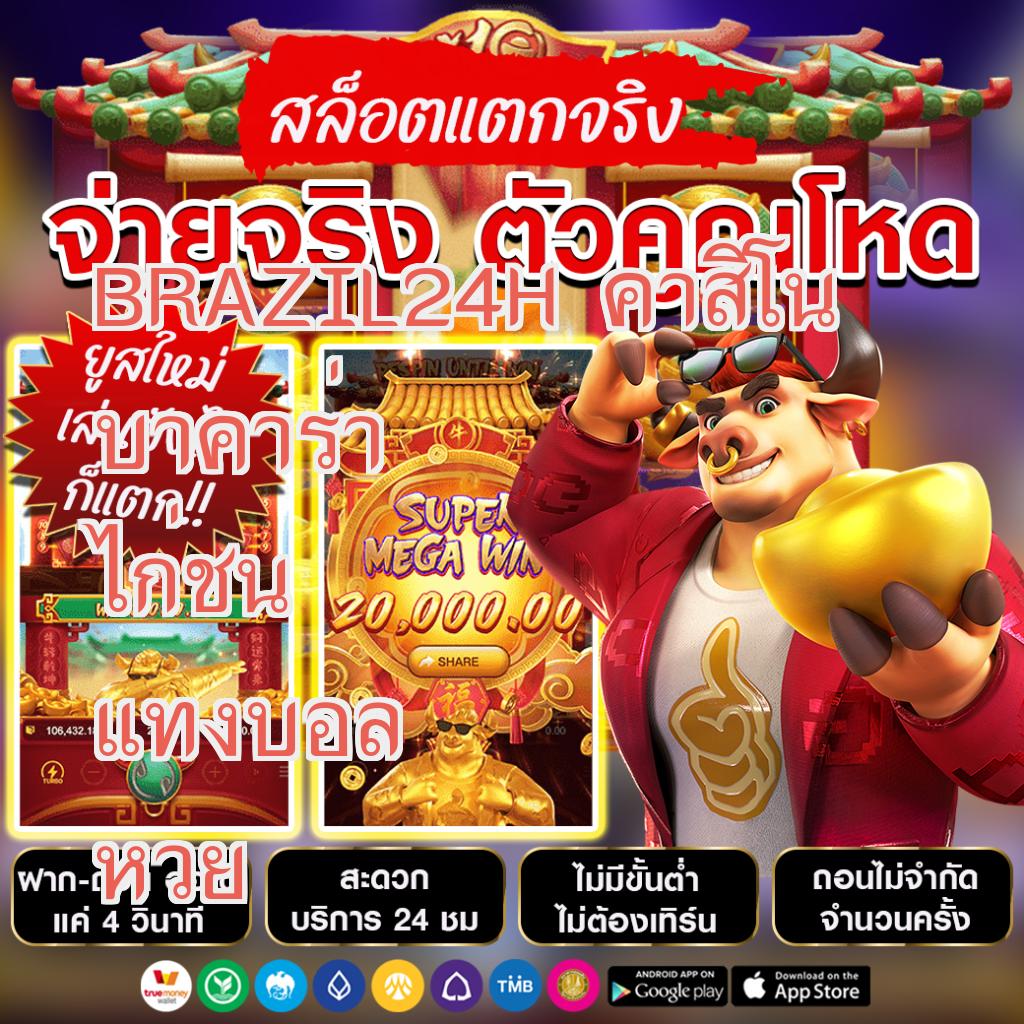 สล็อตแตกจริง
จ่ายจริง ตัวคูณโหด
BRAZIL24H คาสิโน
ยูสใหม่
ก็แตก!!
บาคาร่า
ไก่ชน
แทงบอล
หวย
SUPER
MEGA WIN
20,000.00
SHARE
牛
福
TURBO
แค่ 4 วินาที
สะดวก
บริการ 24 ชม
ไม่มีขั้นต่ำ
ไม่ต้องเทิร์น
ถอนไม่จำกัด
จำนวนครั้ง
true money
wallet
TMB
ANDROID APP ON
Google play
Download on the
App Store